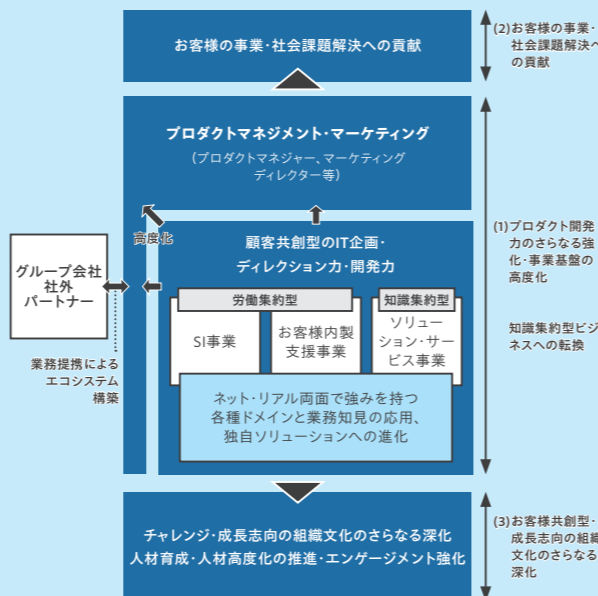 お客様の事業・社会課題解決への貢献
(2)お客様の事業・
社会課題解決へ
の貢献
プロダクトマネジメント・マーケティング
(プロダクトマネジャー、マーケティング
ディレクター等)
高度化
顧客共創型のIT企画・
ディレクション力・開発力
グループ会社
社外
パートナー
業務提携による
エコシステム
構築
労働集約型
知識集約型
SI事業
お客様内製
支援事業
ソリュー
ション・サー
ビス事業
ネット・リアル両面で強みを持つ
各種ドメインと業務知見の応用、
独自ソリューションへの進化
(1)プロダクト開発
力のさらなる強
化・事業基盤の
高度化
知識集約型ビジ
ネスへの転換
チャレンジ・成長志向の組織文化のさらなる深化
人材育成・人材高度化の推進・エンゲージメント強化
(3)お客様共創型・
成長志向の組織
文化のさらなる
深化